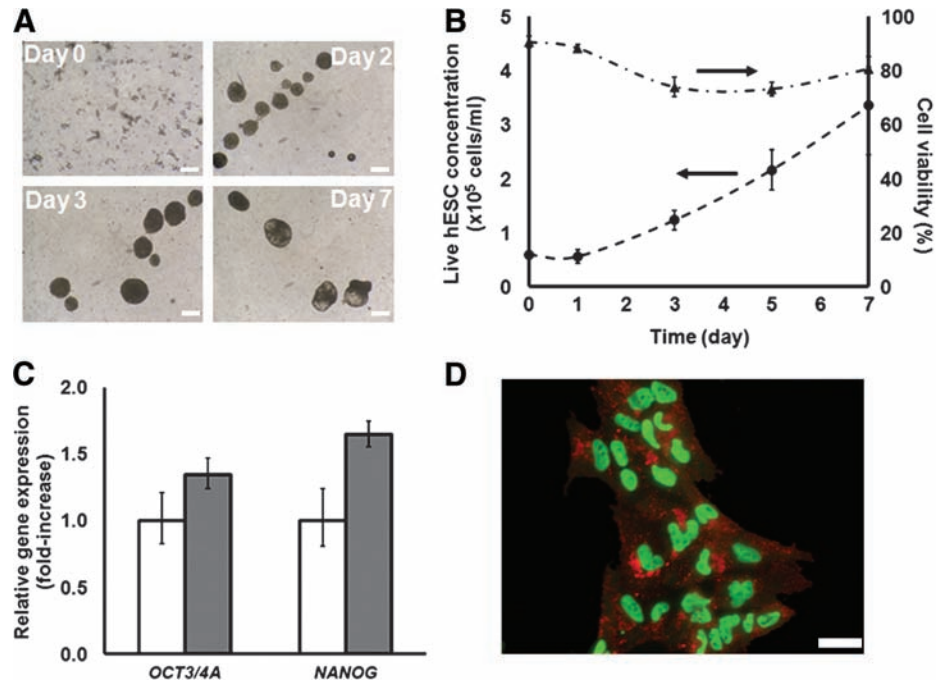 A
Day 0
Day 2
Day 3
Day 7
B
Live hESC concentration
(x10⁵ cells/ml)
5
4
3
2
1
0
100
80
60
40
20
0
Cell viability
(%)
0 1 2 3 4 5 6 7
Time (day)
C
Relative gene expression
(fold-increase)
2.0
1.5
1.0
0.5
0.0
OCT3/4A NANOG
D